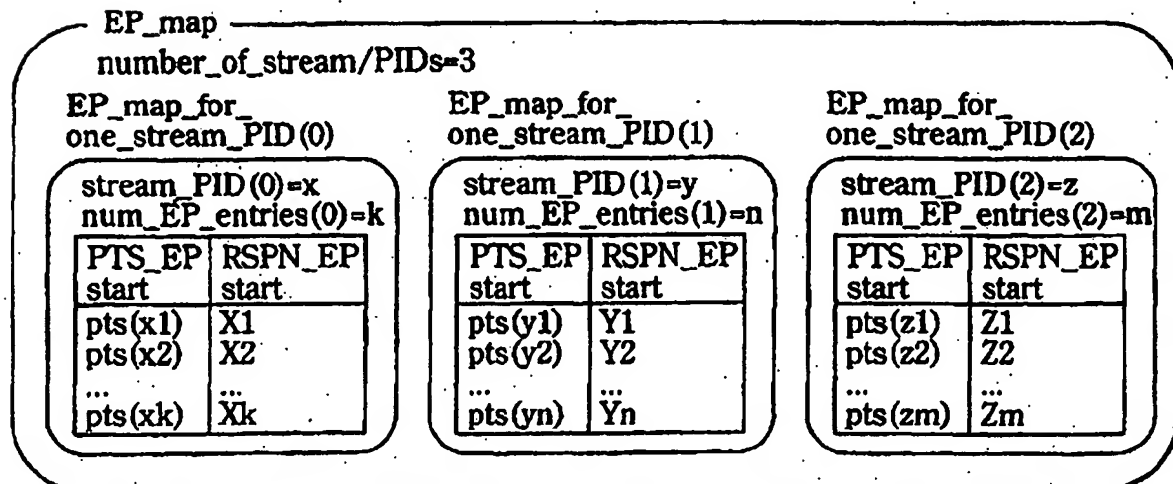 EP_map
number_of_stream/PIDs=3
EP_map_for_
one_stream_PID(0)
stream_PID(0)=x
num_EP_entries(0)=k
PTS_EP RSPN_EP
start start
pts(x1) X1
pts(x2) X2
... ...
pts(xk) Xk
EP_map_for_
one_stream_PID(1)
stream_PID(1)=y
num_EP_entries(1)=n
PTS_EP RSPN_EP
start start
pts(y1) Y1
pts(y2) Y2
... ...
pts(yn) Yn
EP_map_for_
one_stream_PID(2)
stream_PID(2)=z
num_EP_entries(2)=m
PTS_EP RSPN_EP
start start
pts(z1) Z1
pts(z2) Z2
... ...
pts(zm) Zm